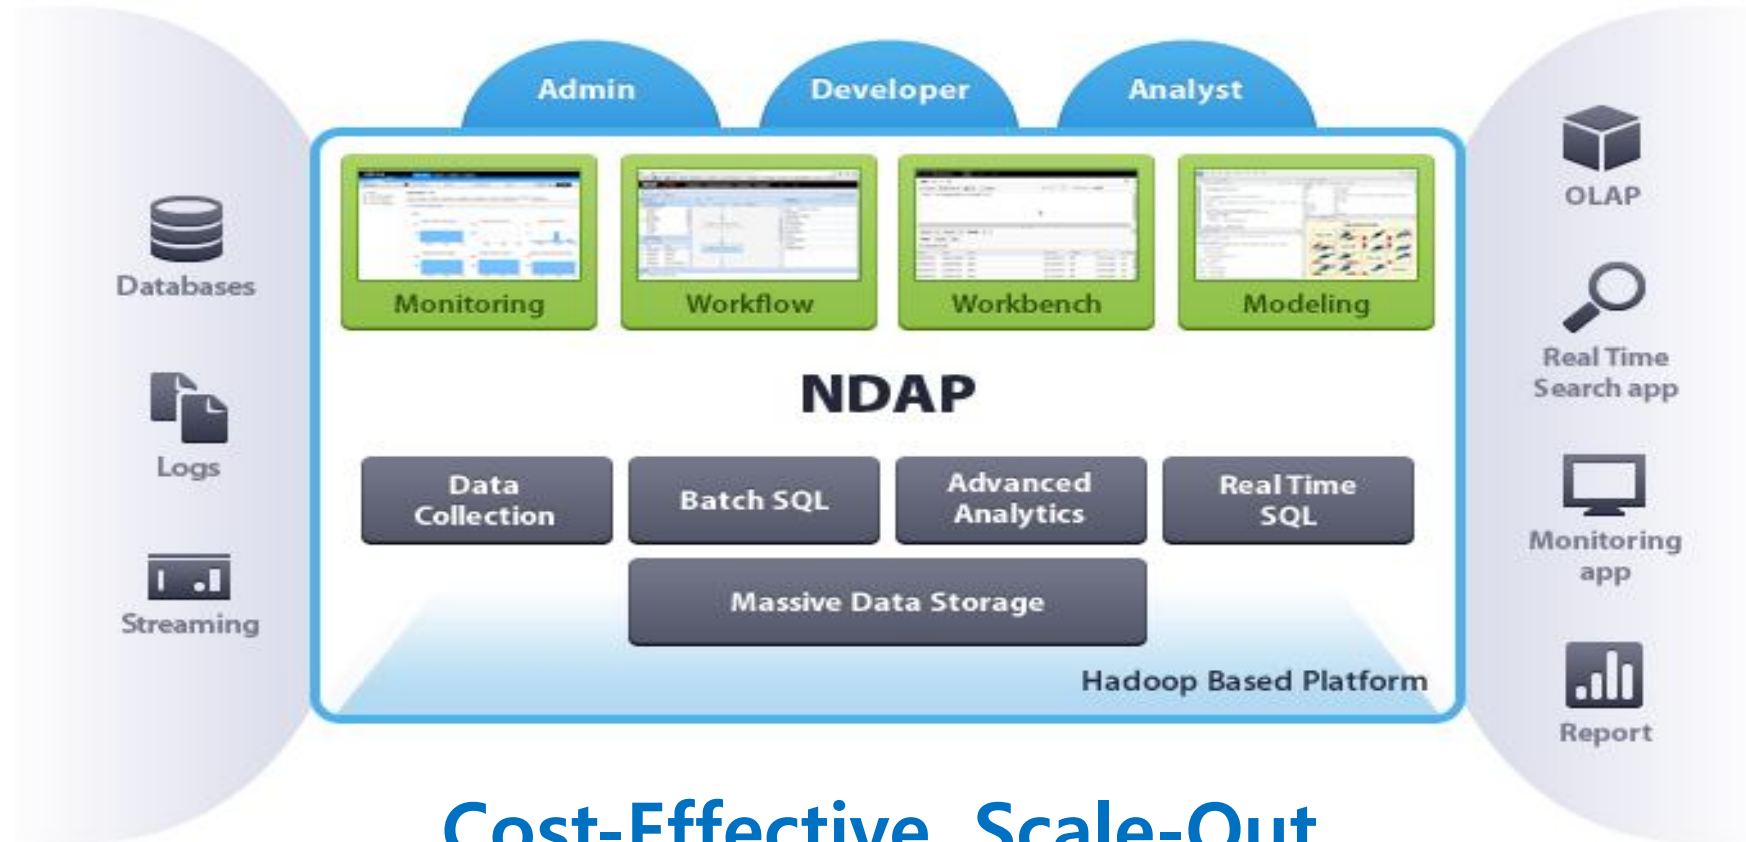 Admin
Developer
Analyst
Databases
Logs
Streaming
Monitoring
Workflow
Workbench
Modeling
NDAP
Data
Collection
Batch SQL
Advanced
Analytics
Real Time
SQL
Massive Data Storage
Hadoop Based Platform
OLAP
Real Time
Search app
Monitoring
app
Report
Cost-Effective, Scale-Out